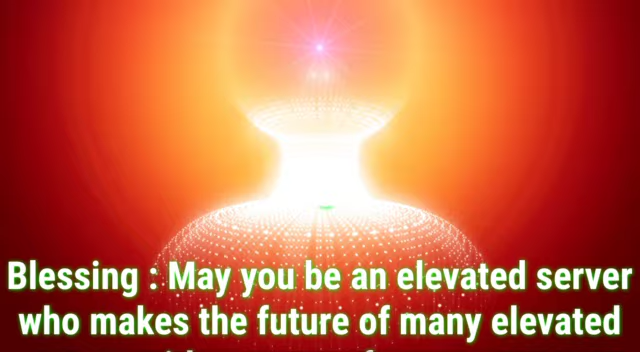 Blessing : May you be an elevated server
who makes the future of many elevated